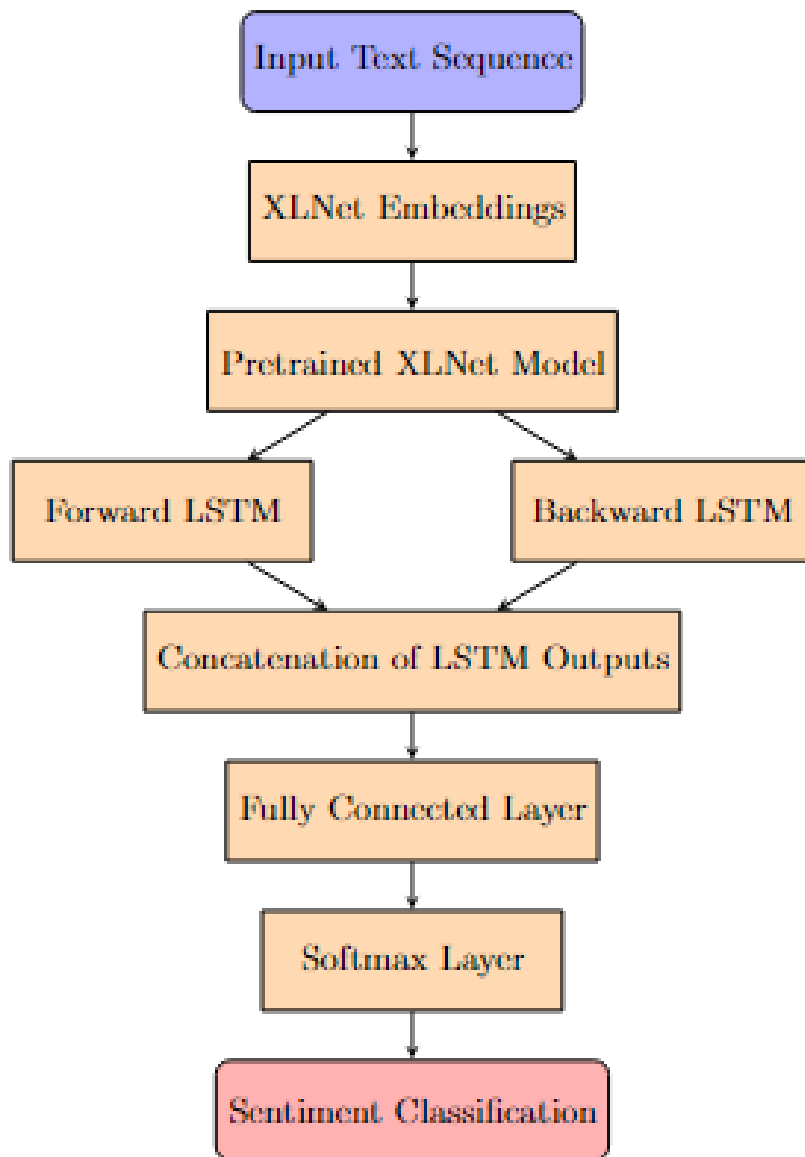 Input Text Sequence
XLNet Embeddings
Pretrained XLNet Model
Forward LSTM
Backward LSTM
Concatenation of LSTM Outputs
Fully Connected Layer
Softmax Layer
Sentiment Classification